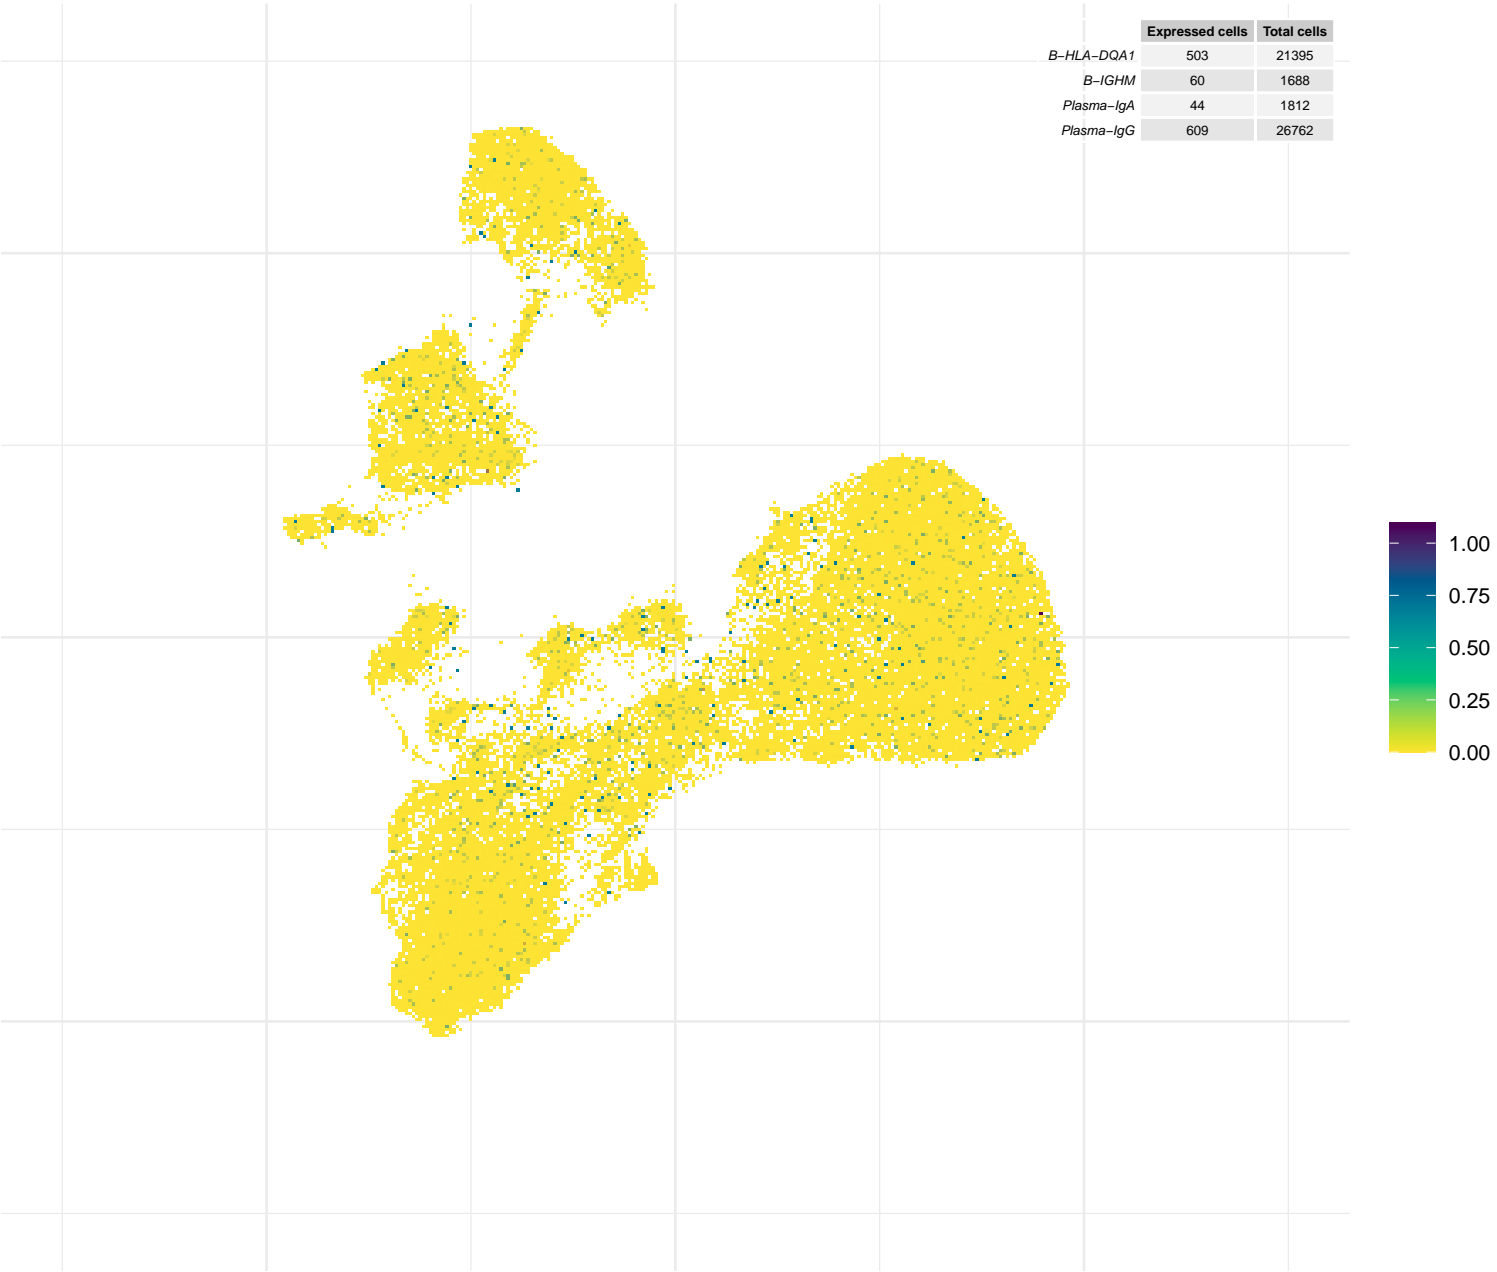 Expressed cells Total cells
B−HLA−DQA1 503 21395
B−IGHM 60 1688
Plasma−IgA 44 1812
Plasma−IgG 609 26762
1.00
0.75
0.50
0.25
0.00